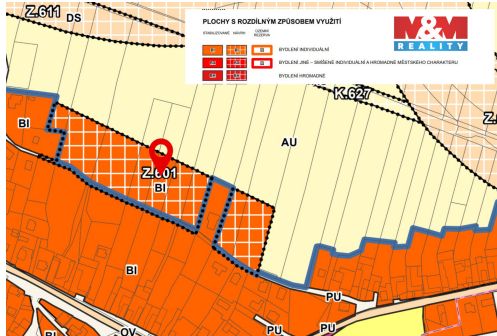 Z.611
DS
PLOCHY S ROZDÍLNÝM ZPŮSOBEM VYUŽITÍ
STABILIZOVANÉ NÁVRH ÚZEMNÍ REZERVA
BYDLENÍ INDIVIDUÁLNÍ
BYDLENÍ JINÉ – SMÍŠENÉ INDIVIDUÁLNÍ A HROMADNÉ MĚSTSKÉHO CHARAKTERU
BYDLENÍ HROMADNÉ
M&M
REALITY
K.627
BI
AU
Z.601
BI
BI
PU
PU
PU
OV